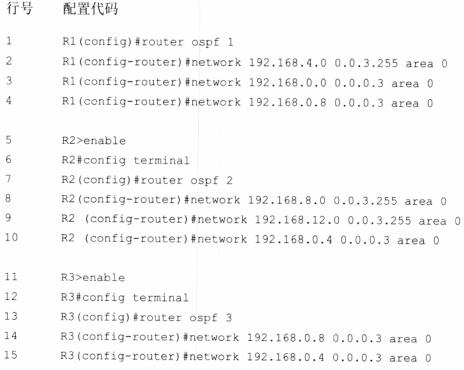 行号 配置代码
1 R1(config)#router ospf 1
2 R1(config-router)#network 192.168.4.0 0.0.3.255 area 0
3 R1(config-router)#network 192.168.0.0 0.0.0.3 area 0
4 R1(config-router)#network 192.168.0.8 0.0.0.3 area 0
5 R2>enable
6 R2#config terminal
7 R2(config)#router ospf 2
8 R2(config-router)#network 192.168.8.0 0.0.3.255 area 0
9 R2 (config-router)#network 192.168.12.0 0.0.3.255 area 0
10 R2 (config-router)#network 192.168.0.4 0.0.0.3 area 0
11 R3>enable
12 R3#config terminal
13 R3(config)#router ospf 3
14 R3(config-router)#network 192.168.0.8 0.0.0.3 area 0
15 R3(config-router)#network 192.168.0.4 0.0.0.3 area 0